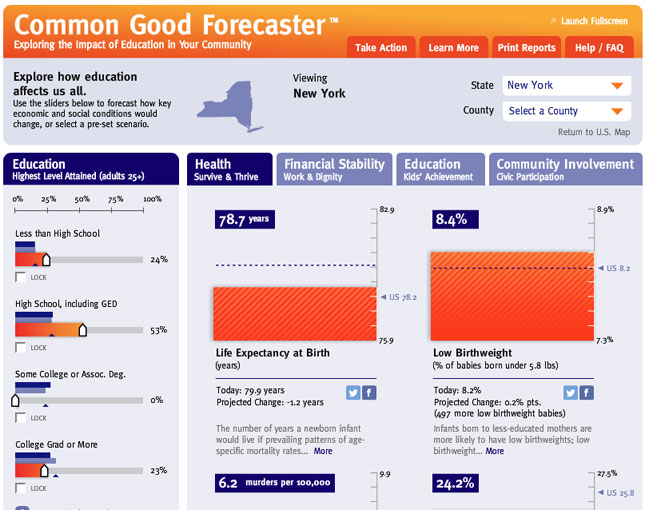 Common Good Forecaster™
Exploring the Impact of Education in Your Community
Launch Fullscreen
Take Action
Learn More
Print Reports
Help / FAQ
Explore how education
affects us all.
Use the sliders below to forecast how key
economic and social conditions would
change, or select a pre-set scenario.
Viewing
New York
State
New York
County
Select a County
Return to U.S. Map
Education
Highest Level Attained (adults 25+)
0% 25% 50% 75% 100%
Less than High School
24%
LOCK
High School, including GED
53%
LOCK
Some College or Assoc. Deg.
0%
LOCK
College Grad or More
23%
LOCK
Health
Survive & Thrive
Financial Stability
Work & Dignity
Education
Kids' Achievement
Community Involvement
Civic Participation
78.7 years
82.9
US 78.2
75.9
Life Expectancy at Birth
(years)
Today: 79.9 years
Projected Change: -1.2 years
The number of years a newborn infant
would live if prevailing patterns of age-
specific mortality rates... More
8.4%
8.9%
US 8.2
7.3%
Low Birthweight
(% of babies born under 5.8 lbs)
Today: 8.2%
Projected Change: 0.2% pts.
(497 more low birthweight babies)
Infants born to less-educated mothers are
more likely to have low birthweights; low
birthweight... More
6.2 murders per 100,000
9.9
24.2%
27.5%
US 25.8